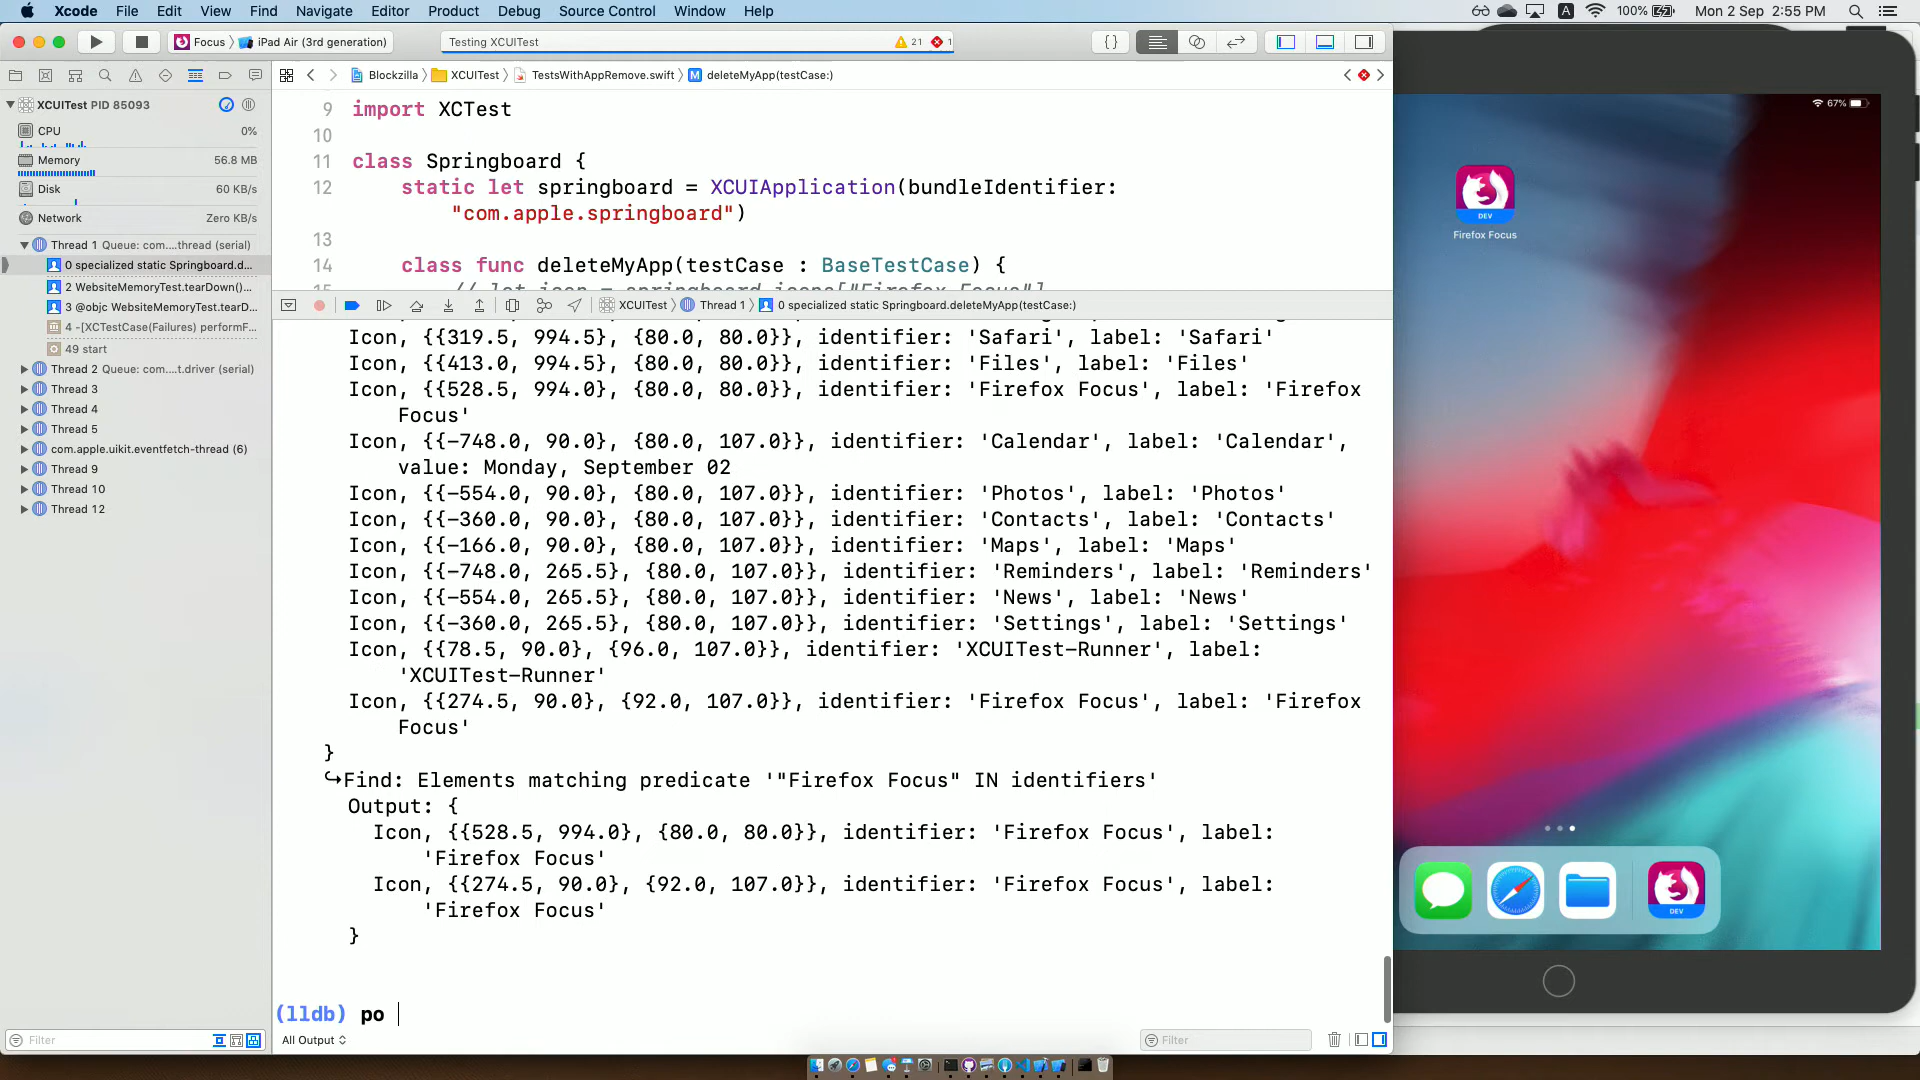 Xcode File Edit View Find Navigate Editor Product Debug Source Control Window Help
A 100% Mon 2 Sep 2:55 PM
Focus iPad Air (3rd generation)
Testing XCUITest 21 1
Blockzilla XCUITest TestsWithAppRemove.swift deleteMyApp(testCase:)
XCUITest PID 85093
CPU 0%
Memory 56.8 MB
Disk 60 KB/s
Network Zero KB/s
Thread 1 Queue: com....thread (serial)
0 specialized static Springboard.d...
2 WebsiteMemoryTest.tearDown()...
3 @objc WebsiteMemoryTest.tearD...
4 -[XCTestCase(Failures) performF...
49 start
Thread 2 Queue: com....t.driver (serial)
Thread 3
Thread 4
Thread 5
com.apple.uikit.eventfetch-thread (6)
Thread 9
Thread 10
Thread 12
Filter
9 import XCTest
10
11 class Springboard {
12 static let springboard = XCUIApplication(bundleIdentifier:
"com.apple.springboard")
13
14 class func deleteMyApp(testCase : BaseTestCase) {
15 // let icon = springboard.icons["Firefox Focus"]
XCUITest Thread 1 0 specialized static Springboard.deleteMyApp(testCase:)
Icon, {{319.5, 994.5}, {80.0, 80.0}}, identifier: 'Safari', label: 'Safari'
Icon, {{413.0, 994.5}, {80.0, 80.0}}, identifier: 'Files', label: 'Files'
Icon, {{528.5, 994.0}, {80.0, 80.0}}, identifier: 'Firefox Focus', label: 'Firefox
Focus'
Icon, {{-748.0, 90.0}, {80.0, 107.0}}, identifier: 'Calendar', label: 'Calendar',
value: Monday, September 02
Icon, {{-554.0, 90.0}, {80.0, 107.0}}, identifier: 'Photos', label: 'Photos'
Icon, {{-360.0, 90.0}, {80.0, 107.0}}, identifier: 'Contacts', label: 'Contacts'
Icon, {{-166.0, 90.0}, {80.0, 107.0}}, identifier: 'Maps', label: 'Maps'
Icon, {{-748.0, 265.5}, {80.0, 107.0}}, identifier: 'Reminders', label: 'Reminders'
Icon, {{-554.0, 265.5}, {80.0, 107.0}}, identifier: 'News', label: 'News'
Icon, {{-360.0, 265.5}, {80.0, 107.0}}, identifier: 'Settings', label: 'Settings'
Icon, {{78.5, 90.0}, {96.0, 107.0}}, identifier: 'XCUITest-Runner', label:
'XCUITest-Runner'
Icon, {{274.5, 90.0}, {92.0, 107.0}}, identifier: 'Firefox Focus', label: 'Firefox
Focus'
}
↪Find: Elements matching predicate '"Firefox Focus" IN identifiers'
Output: {
Icon, {{528.5, 994.0}, {80.0, 80.0}}, identifier: 'Firefox Focus', label:
'Firefox Focus'
Icon, {{274.5, 90.0}, {92.0, 107.0}}, identifier: 'Firefox Focus', label:
'Firefox Focus'
}
(lldb) po
All Output
Filter
67%
DEV
Firefox Focus
DEV